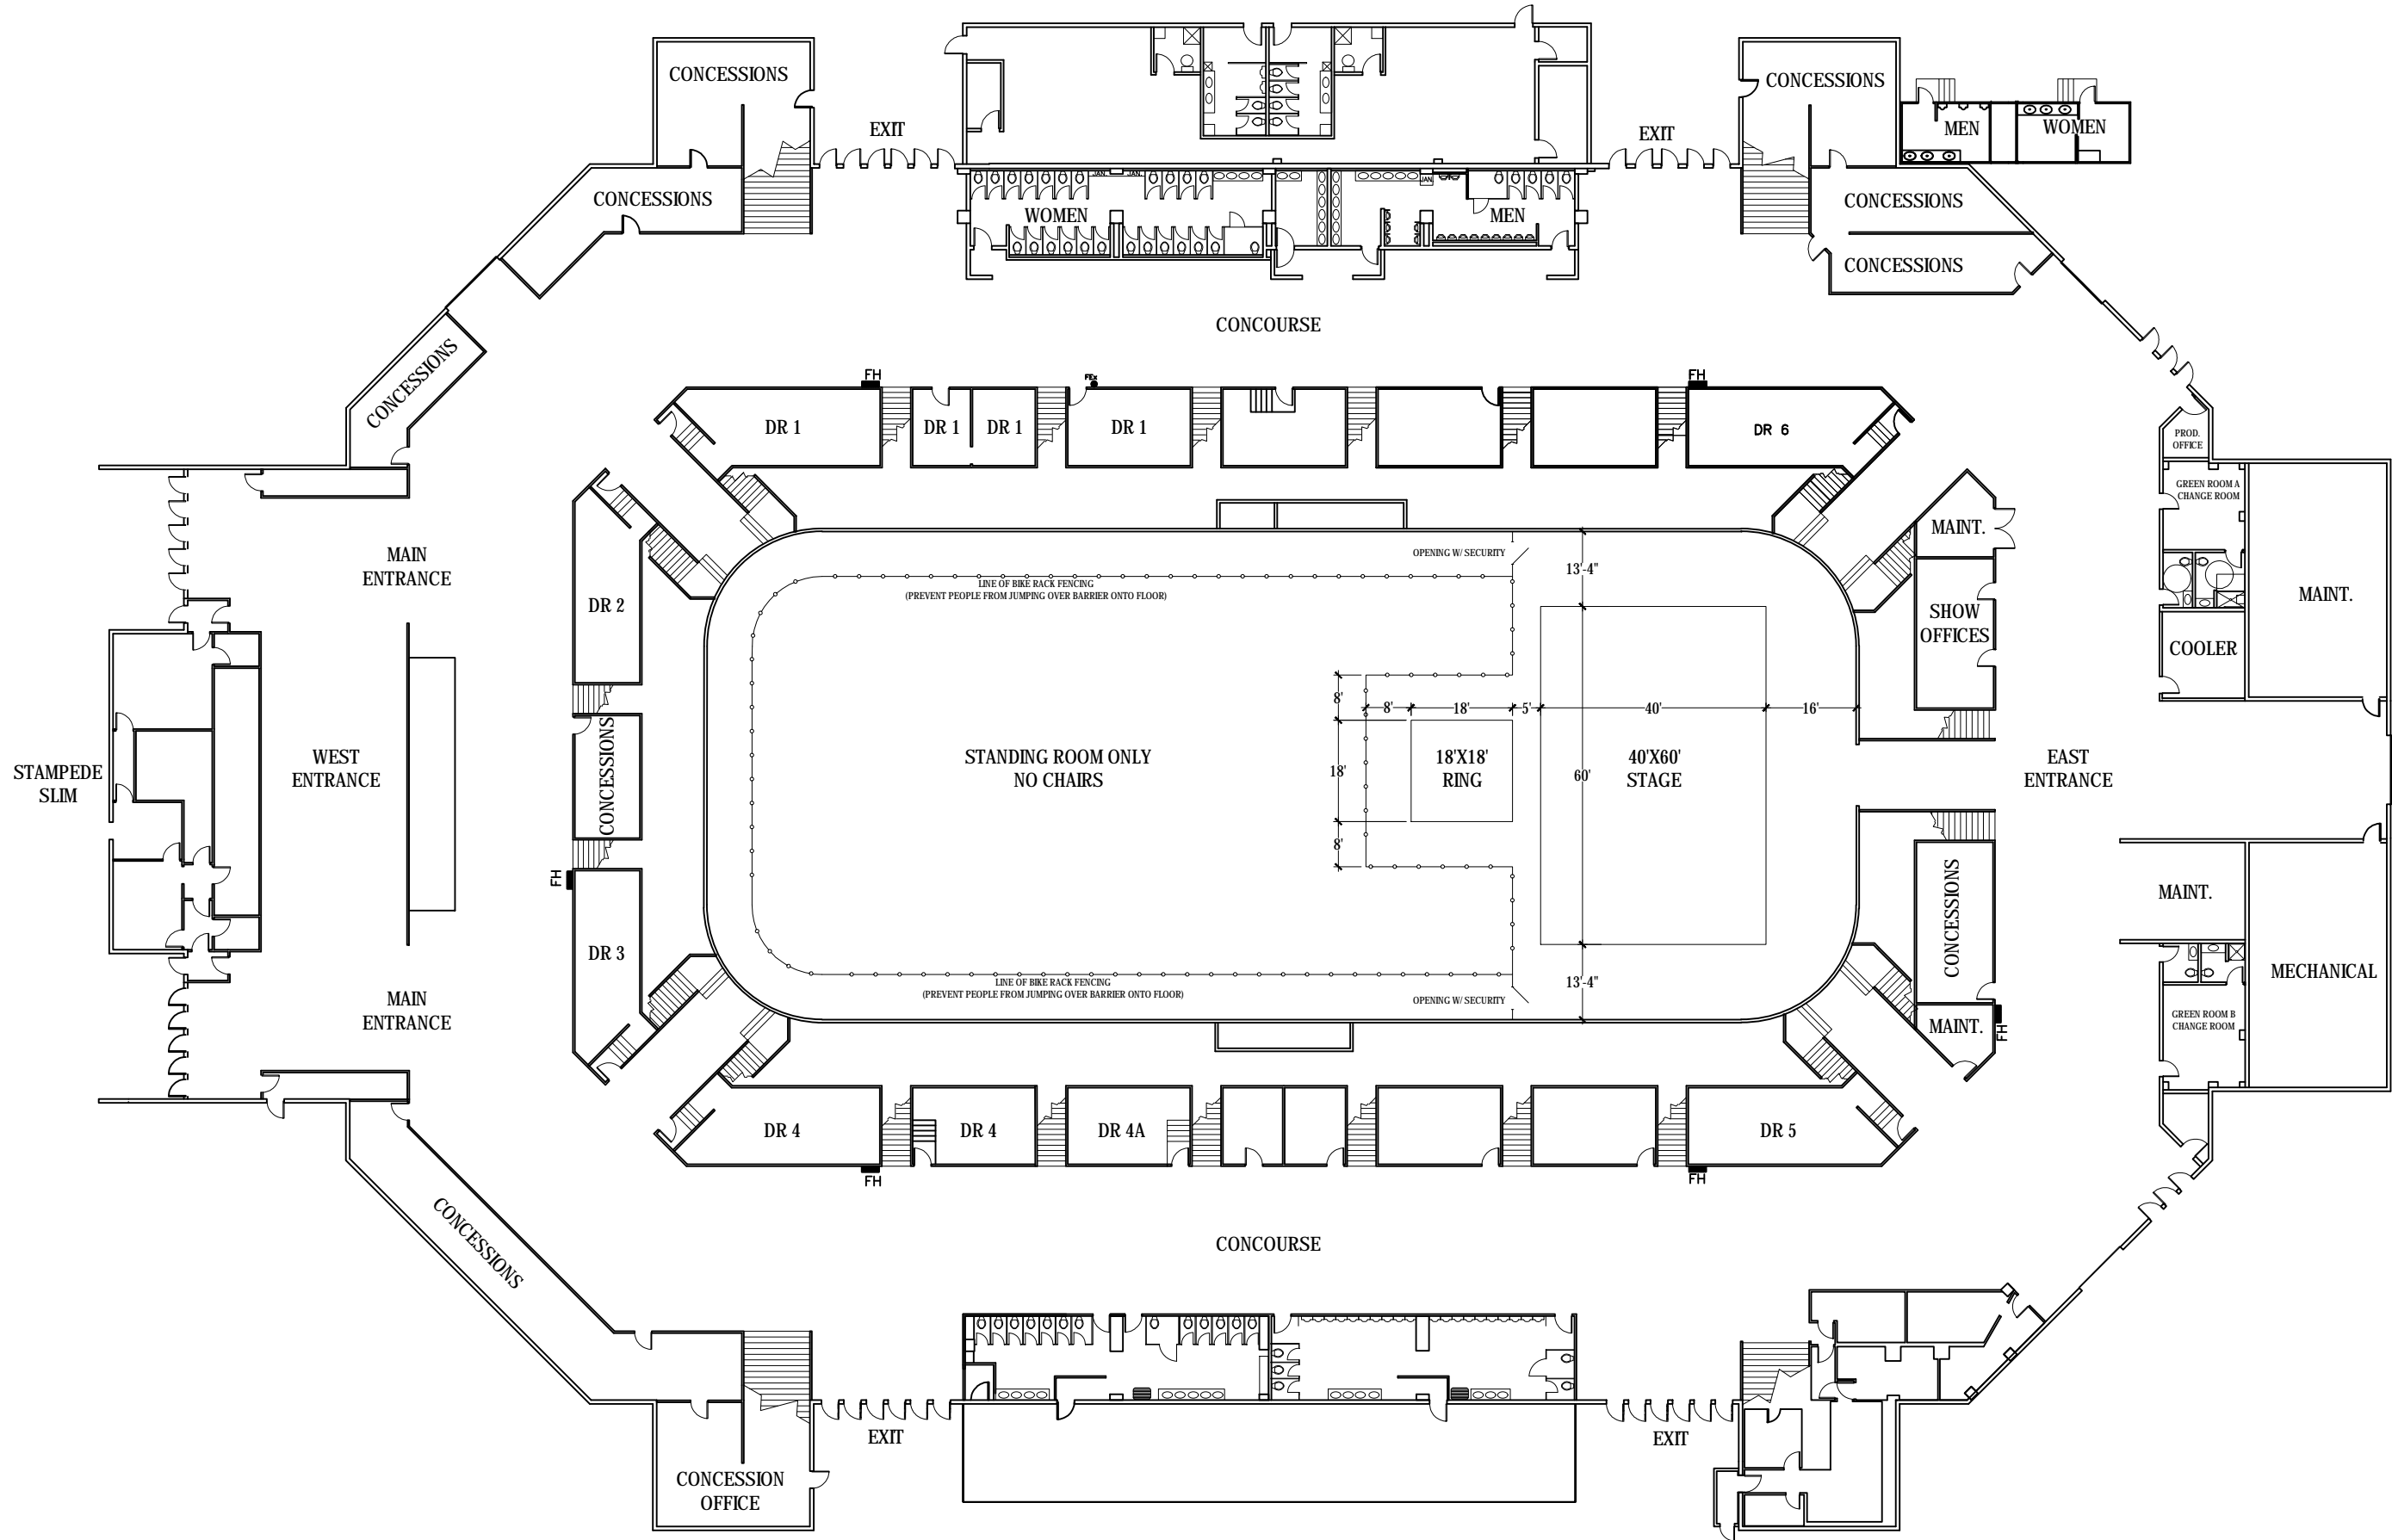 CONCESSIONS
CONCESSIONS
EXIT
EXIT
MEN
WOMEN
CONCESSIONS
CONCESSIONS
JAN.
JAN.
JAN.
WOMEN
MEN
CONCESSIONS
CONCOURSE
CONCESSIONS
FH
FEx
FH
DR 1
DR 1
DR 1
DR 1
DR 6
PROD.
OFFICE
GREEN ROOM A
CHANGE ROOM
MAINT.
MAIN
ENTRANCE
OPENING W/ SECURITY
13'-4"
LINE OF BIKE RACK FENCING
(PREVENT PEOPLE FROM JUMPING OVER BARRIER ONTO FLOOR)
DR 2
SHOW
OFFICES
MAINT.
COOLER
8'
8'
18'
5'
40'
16'
STAMPEDE
SLIM
WEST
ENTRANCE
CONCESSIONS
STANDING ROOM ONLY
NO CHAIRS
18'
18'X18'
RING
60'
40'X60'
STAGE
EAST
ENTRANCE
8'
FH
CONCESSIONS
MAINT.
DR 3
MECHANICAL
LINE OF BIKE RACK FENCING
(PREVENT PEOPLE FROM JUMPING OVER BARRIER ONTO FLOOR)
13'-4"
OPENING W/ SECURITY
MAIN
ENTRANCE
MAINT.
FH
GREEN ROOM B
CHANGE ROOM
DR 4
DR 4
DR 4A
DR 5
FH
FH
CONCESSIONS
CONCOURSE
EXIT
EXIT
CONCESSION
OFFICE